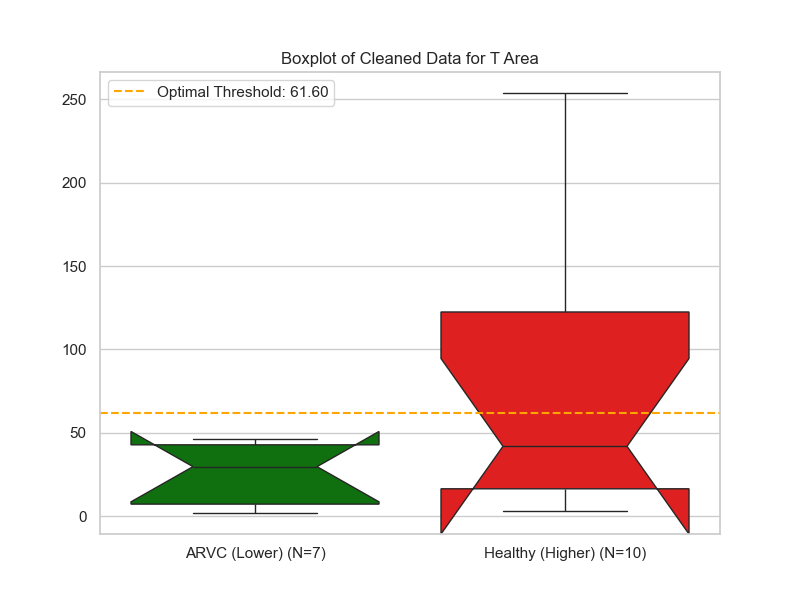 Boxplot of Cleaned Data for T Area
Optimal Threshold: 61.60
250
200
150
100
50
0
ARVC (Lower) (N=7)
Healthy (Higher) (N=10)